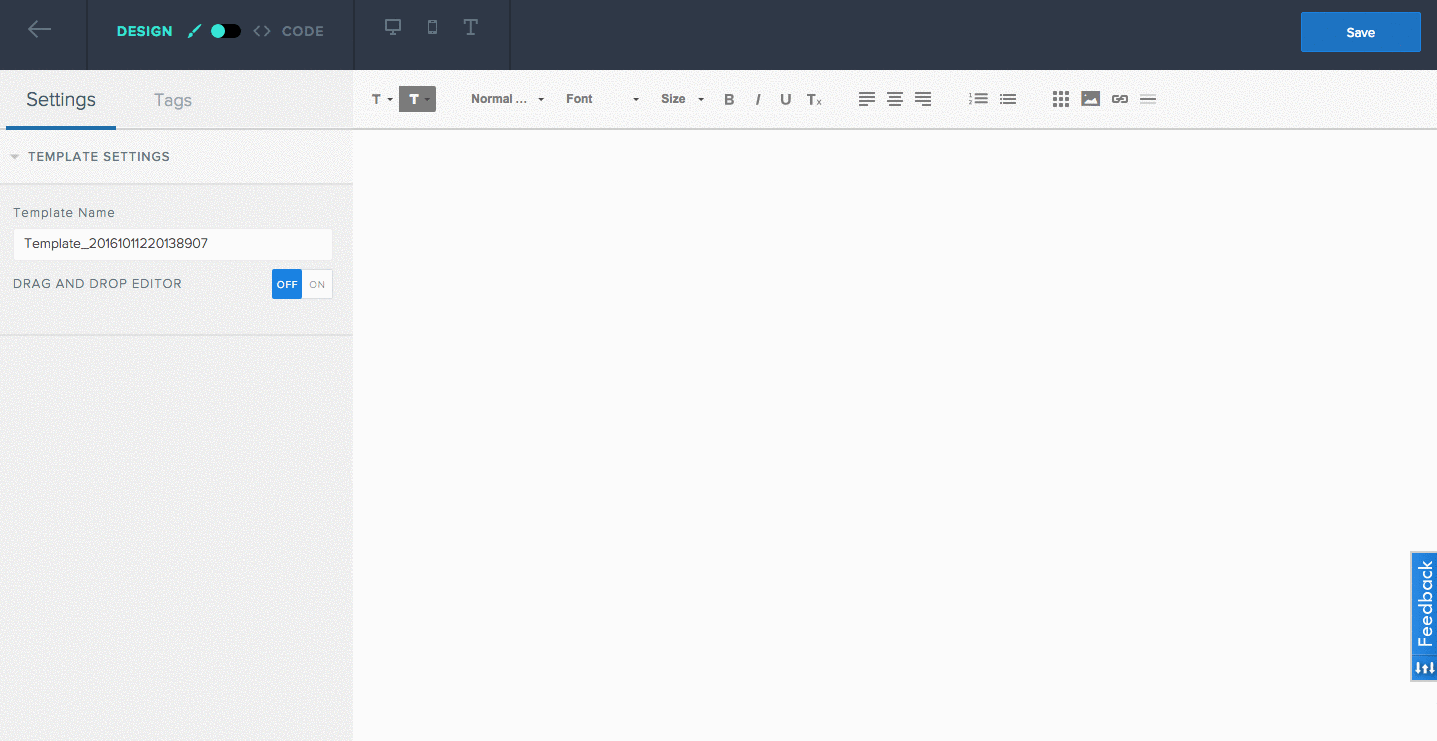 DESIGN CODE
Save
Settings Tags
T T Normal ... Font Size B I U Tx
TEMPLATE SETTINGS
Template Name
Template_20161011220138907
DRAG AND DROP EDITOR OFF ON
Feedback